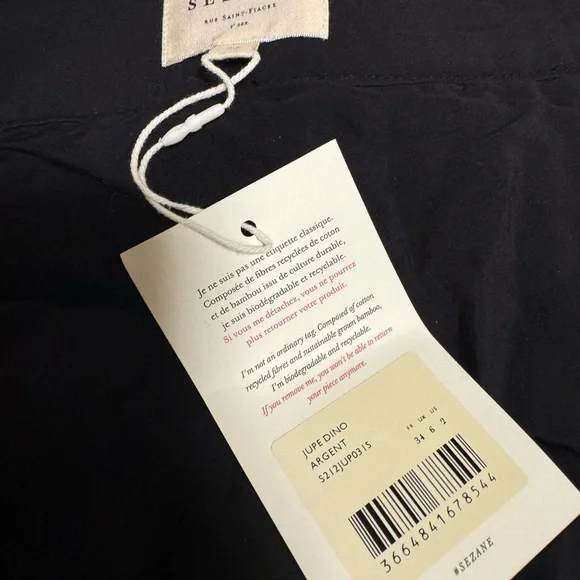 RUE SAINT-FIACRE
Je ne suis pas une étiquette classique.
Composée de fibres recyclées de coton
et de bambou issu de culture durable,
je suis biodégradable et recyclable.
Si vous me détachez, vous ne pourrez
plus retourner votre produit.
I'm not an ordinary tag. Composed of cotton
recycled fibres and sustainable grown bamboo,
I'm biodegradable and recyclable.
If you remove me, you won't be able to return
your piece anymore.
JUPE DINO
ARGENT
S212JUP031S
FR UK US
34 6 2
3664841678544
#SEZANE